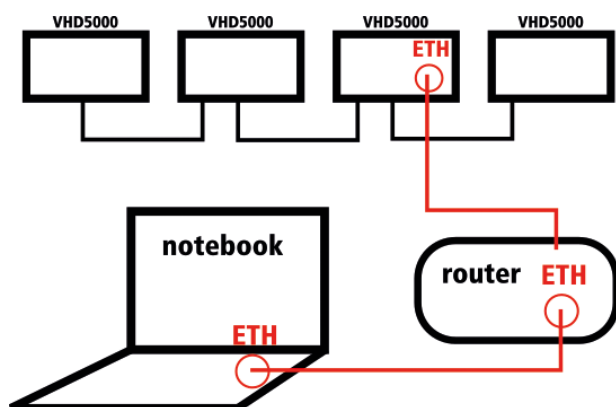 VHD5000 VHD5000 VHD5000 VHD5000
ETH
notebook
router ETH
ETH